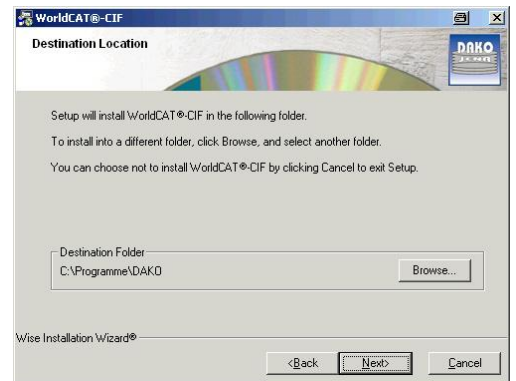 WorldCAT®-CIF
Destination Location
DAKO
JENA
Setup will install WorldCAT®-CIF in the following folder.
To install into a different folder, click Browse, and select another folder.
You can choose not to install WorldCAT®-CIF by clicking Cancel to exit Setup.
Destination Folder
C:\Programme\DAKO
Browse...
Wise Installation Wizard®
<Back
Next>
Cancel